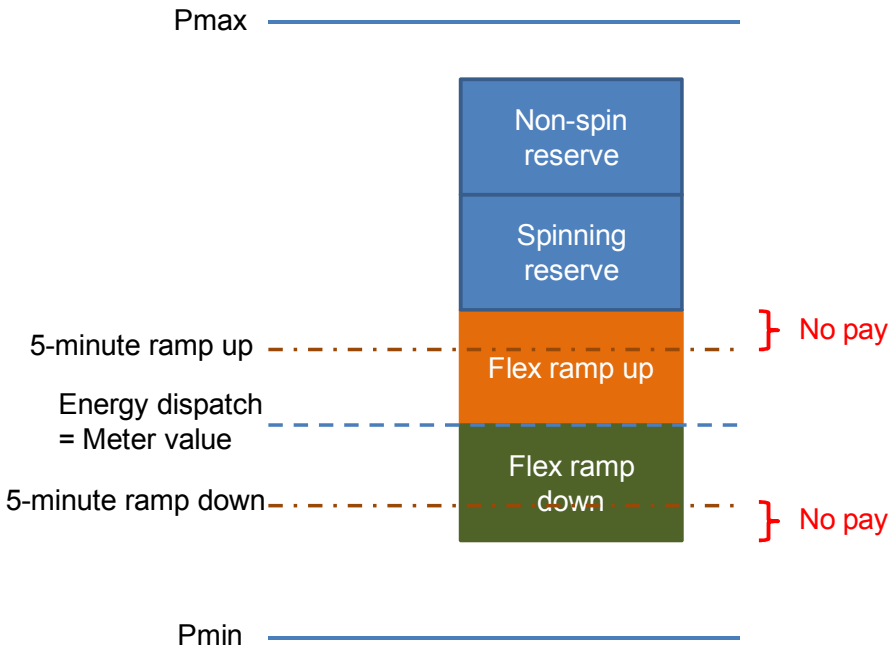 Pmax
Non-spin
reserve
Spinning
reserve
No pay
5-minute ramp up
Flex ramp up
Energy dispatch
= Meter value
Flex ramp
down
5-minute ramp down
No pay
Pmin